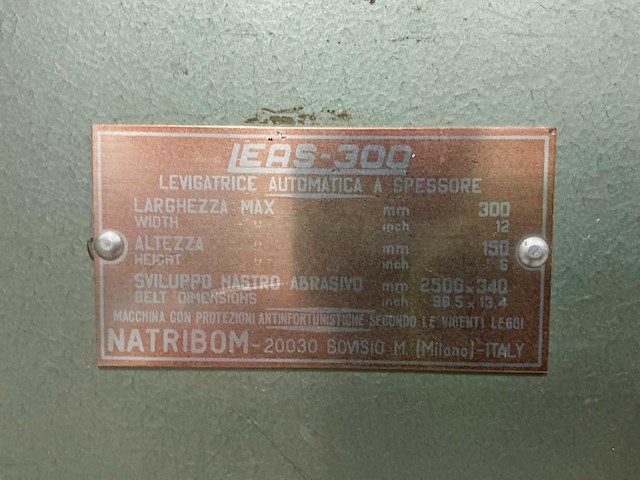 LEAS-300
LEVIGATRICE AUTOMATICA A SPESSORE
LARGHEZZA MAX mm 300
WIDTH " inch 12
ALTEZZA " mm 150
HEIGHT " inch 6
SVILUPPO NASTRO ABRASIVO mm 2500x340
BELT DIMENSIONS inch 98.5x13.4
MACCHINA CON PROTEZIONI ANTINFORTUNISTICHE SECONDO LE VIGENTI LEGGI
NATRIBOM-20030 BOVISIO M. (Milano)-ITALY